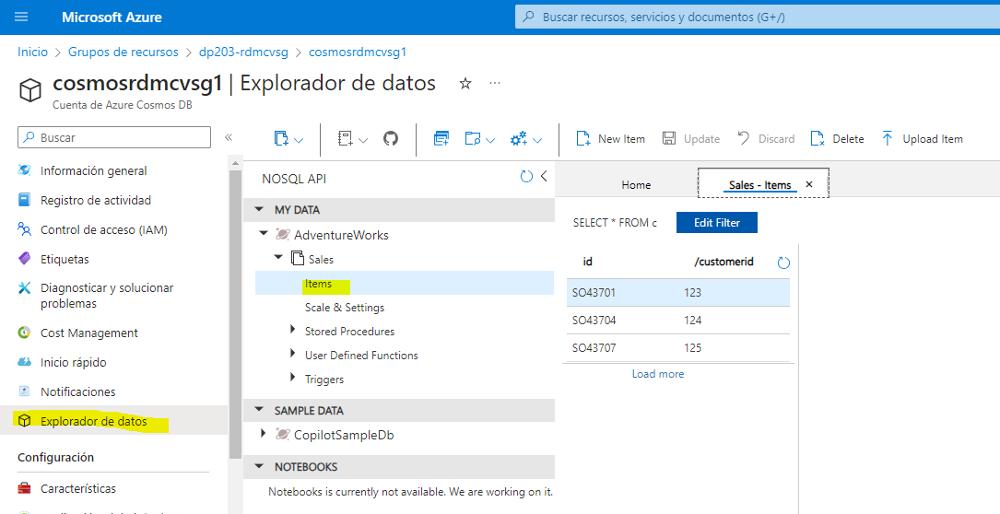 Microsoft Azure
Buscar recursos, servicios y documentos (G+/)
Inicio > Grupos de recursos > dp203-rdmcvsg > cosmosrdmcvsg1
cosmosrdmcvsg1 | Explorador de datos
Cuenta de Azure Cosmos DB
Buscar
Información general
Registro de actividad
Control de acceso (IAM)
Etiquetas
Diagnosticar y solucionar
problemas
Cost Management
Inicio rápido
Notificaciones
Explorador de datos
Configuración
Características
New Item
Update
Discard
Delete
Upload Item
NOSQL API
MY DATA
AdventureWorks
Sales
Items
Scale & Settings
Stored Procedures
User Defined Functions
Triggers
SAMPLE DATA
CopilotSampleDb
NOTEBOOKS
Notebooks is currently not available. We are working on it.
Home
Sales - Items
SELECT * FROM c
Edit Filter
id /customerid
SO43701 123
SO43704 124
SO43707 125
Load more